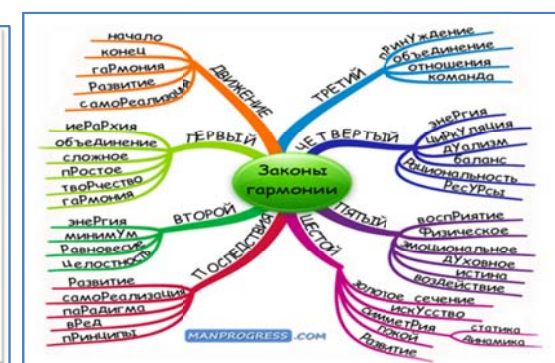 начало
конец
гаРмония
Развитие
самоРеализация
ДВИЖЕНИЕ
иеРаРхия
объединение
сложное
пРостое
твоРчество
гаРмония
ПЕРВЫЙ
энеРгия
минимУм
Равновесие
Целостность
ВТОРОЙ
Развитие
самоРеализация
паРадигма
вРед
пРинципы
ПОСЛЕДСТВИЯ
Законы
гармонии
пРинУждение
объединение
отношения
команда
ТРЕТИЙ
энеРгия
циРкУляция
дУализм
баланс
Рациональность
РесУРсы
ЧЕТВЕРТЫЙ
воспРиятие
Физическое
эмоциональное
дУховное
истина
воздействие
ПЯТЫЙ
золотое сечение
искУсство
симметРия
покой
Развитие
статика
динамика
ШЕСТОЙ
MANPROGRESS.COM